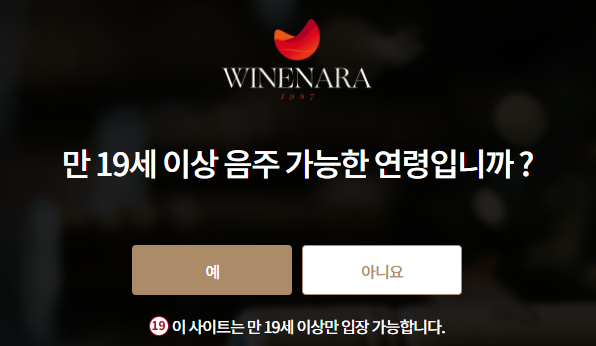 WINENARA
1987
만 19세 이상 음주 가능한 연령입니까 ?
예
아니요
19 이 사이트는 만 19세 이상만 입장 가능합니다.